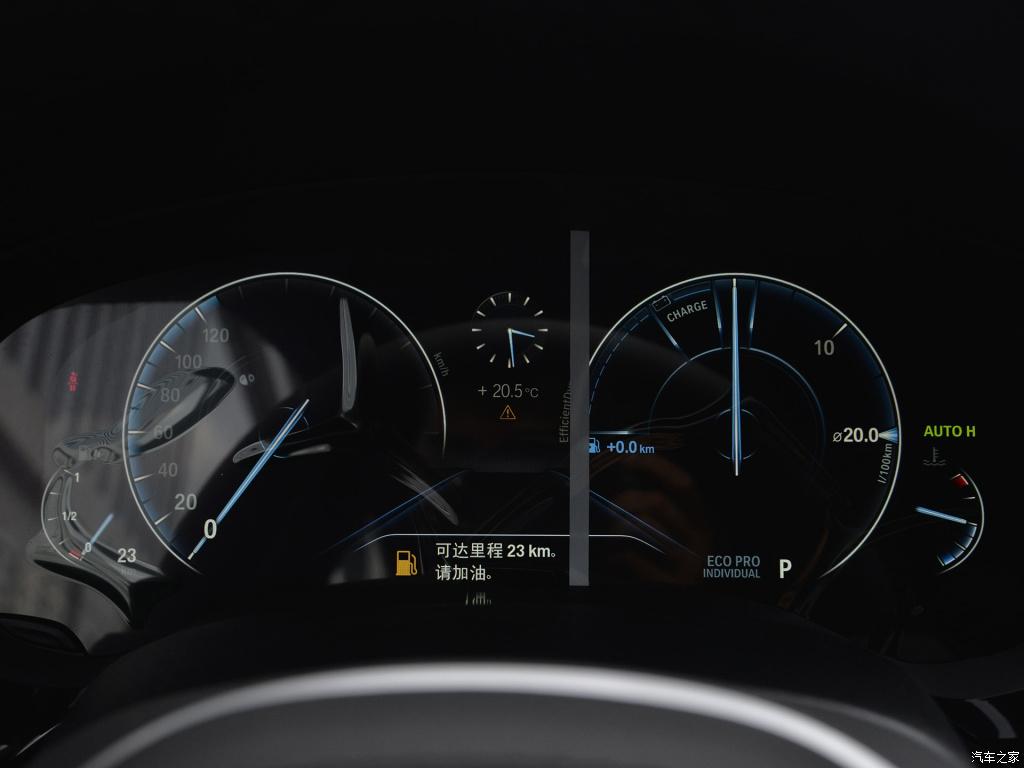 120
100
80
60
40
20
0
km/h
1
1/2
0
23
+ 20.5 °C
EfficientDy
可达里程 23 km。
请加油。
CHARGE
10
⌀20.0
l/100km
+0.0 km
ECO PRO
INDIVIDUAL
P
AUTO H
汽车之家